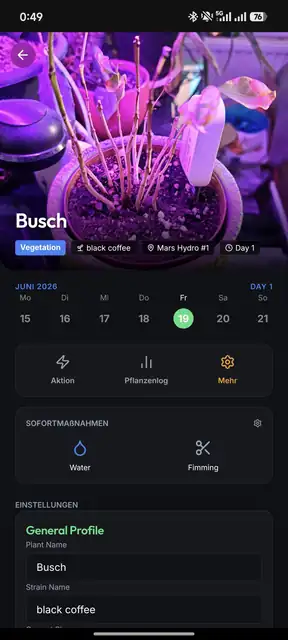 0:49
5G
76
Busch
Vegetation
black coffee
Mars Hydro #1
Day 1
JUNI 2026
DAY 1
Mo Di Mi Do Fr Sa So
15 16 17 18 19 20 21
Aktion
Pflanzenlog
Mehr
SOFORTMAßNAHMEN
Water
Fimming
EINSTELLUNGEN
General Profile
Plant Name
Busch
Strain Name
black coffee